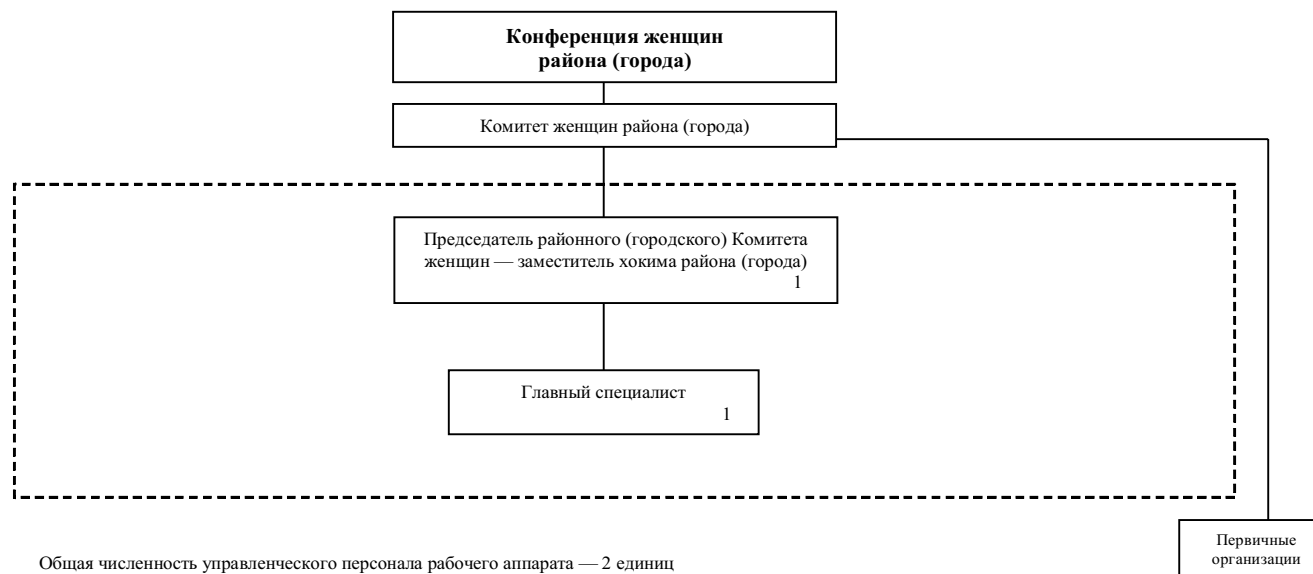 Конференция женщин
района (города)
Комитет женщин района (города)
Председатель районного (городского) Комитета
женщин — заместитель хокима района (города)
1
Главный специалист
1
Первичные
организации
Общая численность управленческого персонала рабочего аппарата — 2 единиц